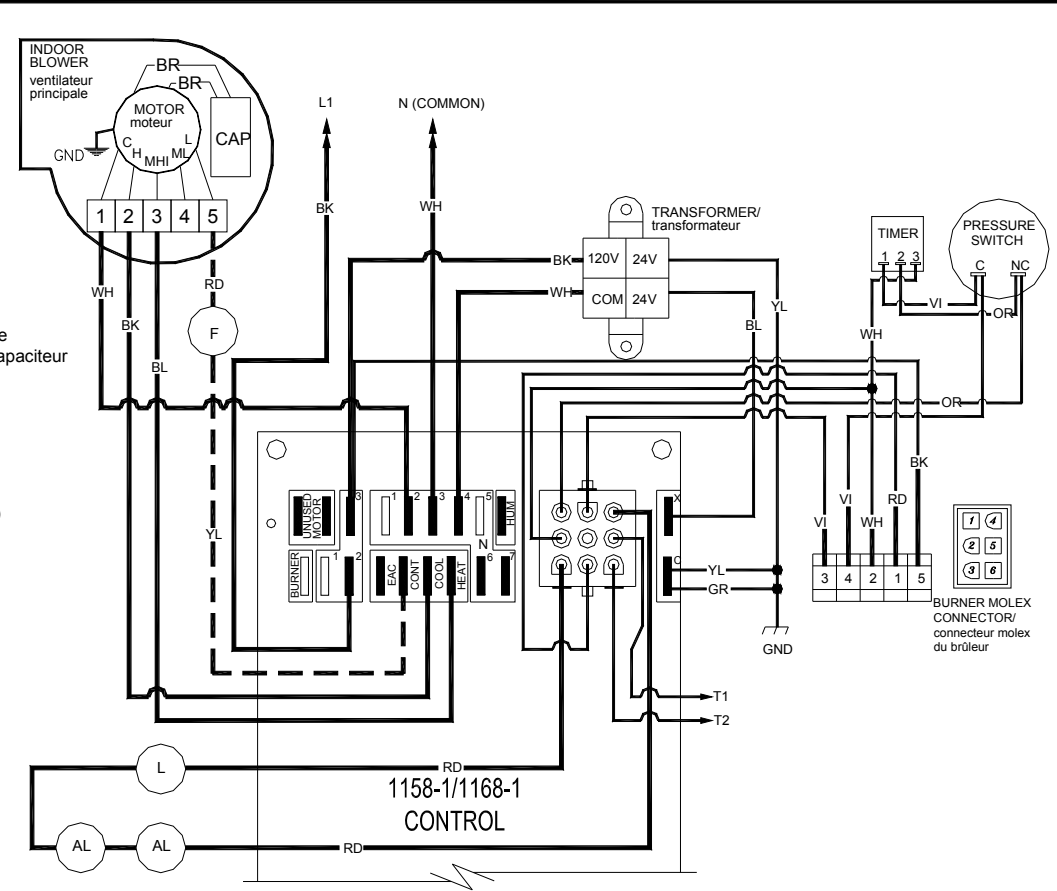 INDOOR
BLOWER
ventilateur
principale
BR
BR
MOTOR
moteur
CAP
GND
C
H
MHI
ML
L
1 2 3 4 5
L1
N (COMMON)
BK
WH
TRANSFORMER/
transformateur
120V 24V
COM 24V
BK
WH
YL
BL
TIMER
1 2 3
PRESSURE
SWITCH
C NC
VI
OR
WH
OR
WH
RD
BK
BL
F
e
apaciteur
)
YL
UNUSED
MOTOR
3
1 2 3 4 5
HUM
N
BURNER
1 2
EAC
CONT
COOL
HEAT
6 7
X
C
YL
GR
GND
VI
VI
WH
RD
BK
3 4 2 1 5
1 4
2 5
3 6
BURNER MOLEX
CONNECTOR/
connecteur molex
du brûleur
T1
T2
L
RD
1158-1/1168-1
CONTROL
AL
AL
RD